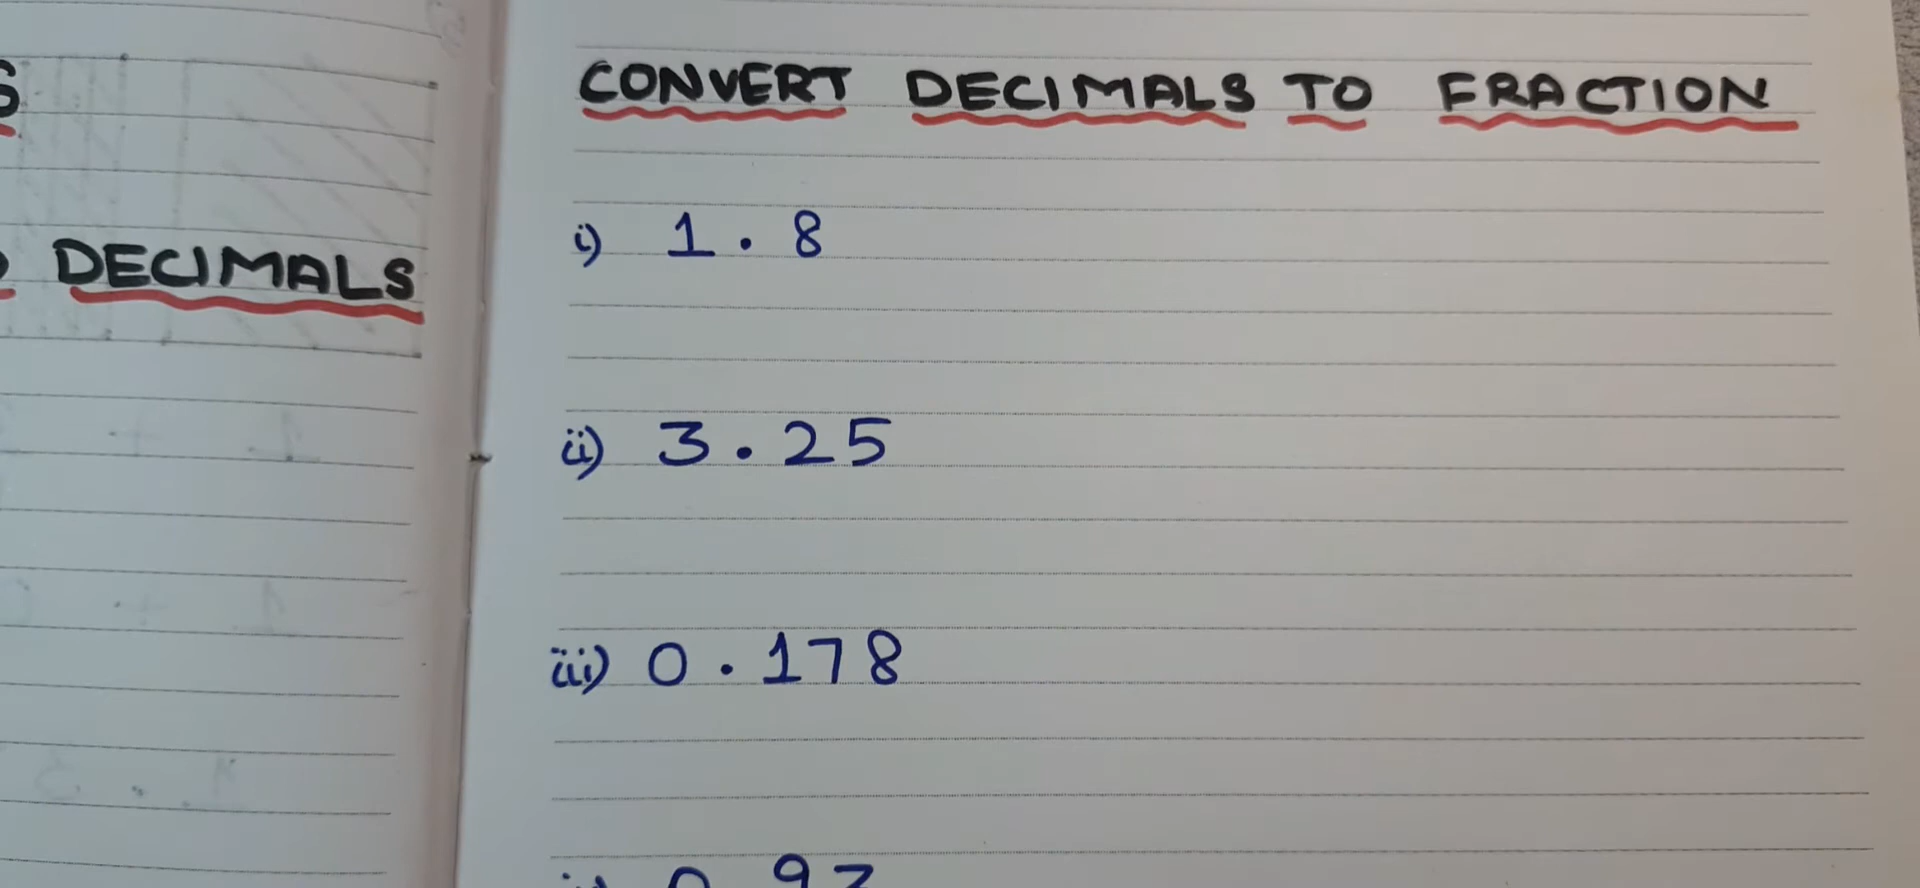 S
DECIMALS
CONVERT DECIMALS TO FRACTION
i) 1.8
ii) 3.25
iii) 0.178